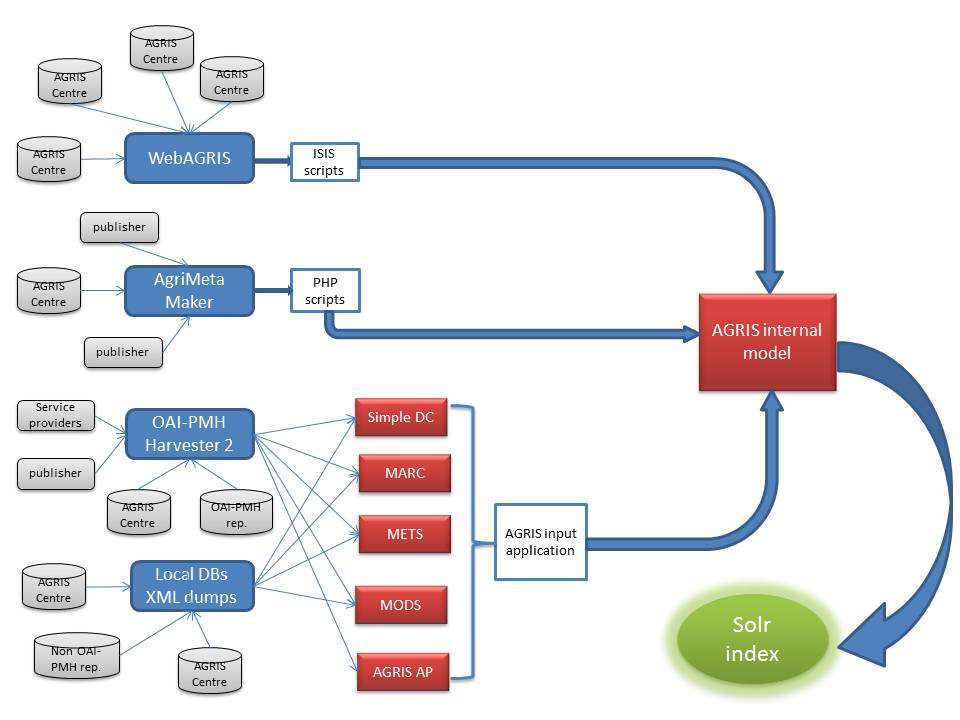 AGRIS
Centre
AGRIS
Centre
AGRIS
Centre
AGRIS
Centre
WebAGRIS
ISIS
scripts
publisher
AGRIS
Centre
AgriMeta
Maker
PHP
scripts
publisher
AGRIS internal
model
Service
providers
publisher
OAI-PMH
Harvester 2
AGRIS
Centre
OAI-PMH
rep.
Simple DC
MARC
METS
MODS
AGRIS AP
AGRIS input
application
AGRIS
Centre
Local DBs
XML dumps
Non OAI-
PMH rep.
AGRIS
Centre
Solr
index